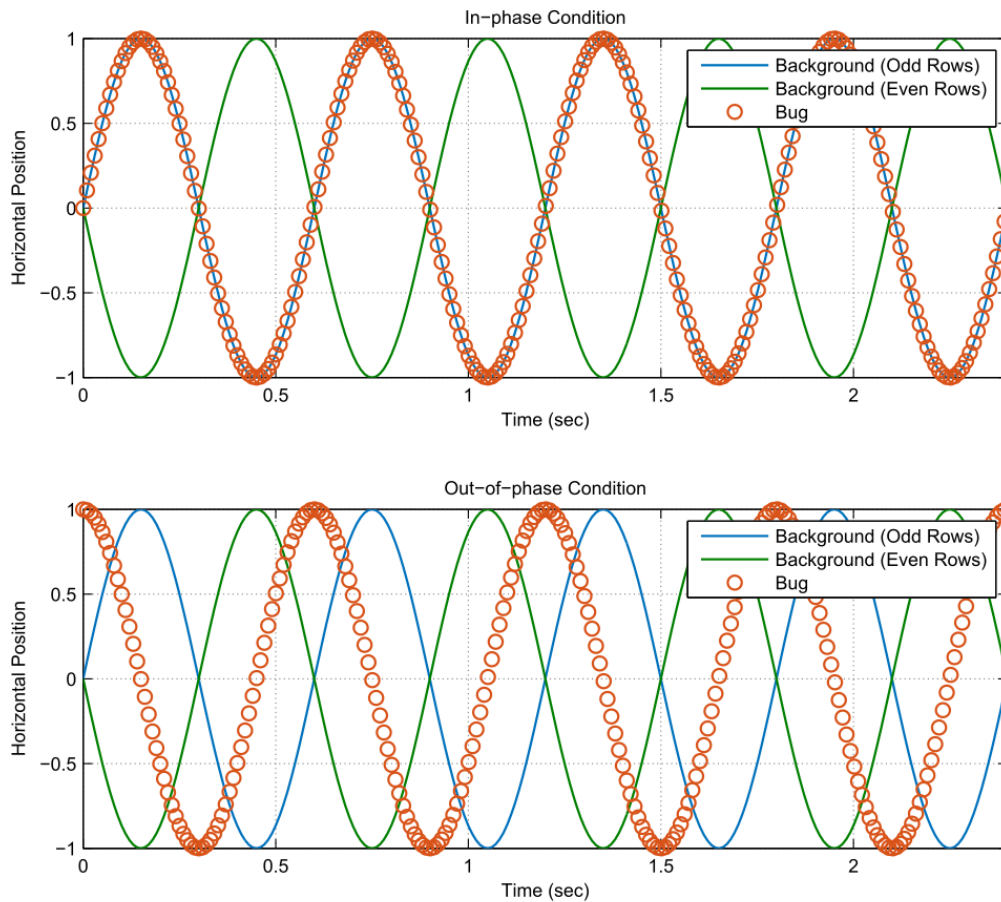 In−phase Condition
1
0.5
0
−0.5
−1
Horizontal Position
Background (Odd Rows)
Background (Even Rows)
Bug
0 0.5 1 1.5 2
Time (sec)
Out−of−phase Condition
1
0.5
0
−0.5
−1
Horizontal Position
Background (Odd Rows)
Background (Even Rows)
Bug
0 0.5 1 1.5 2
Time (sec)